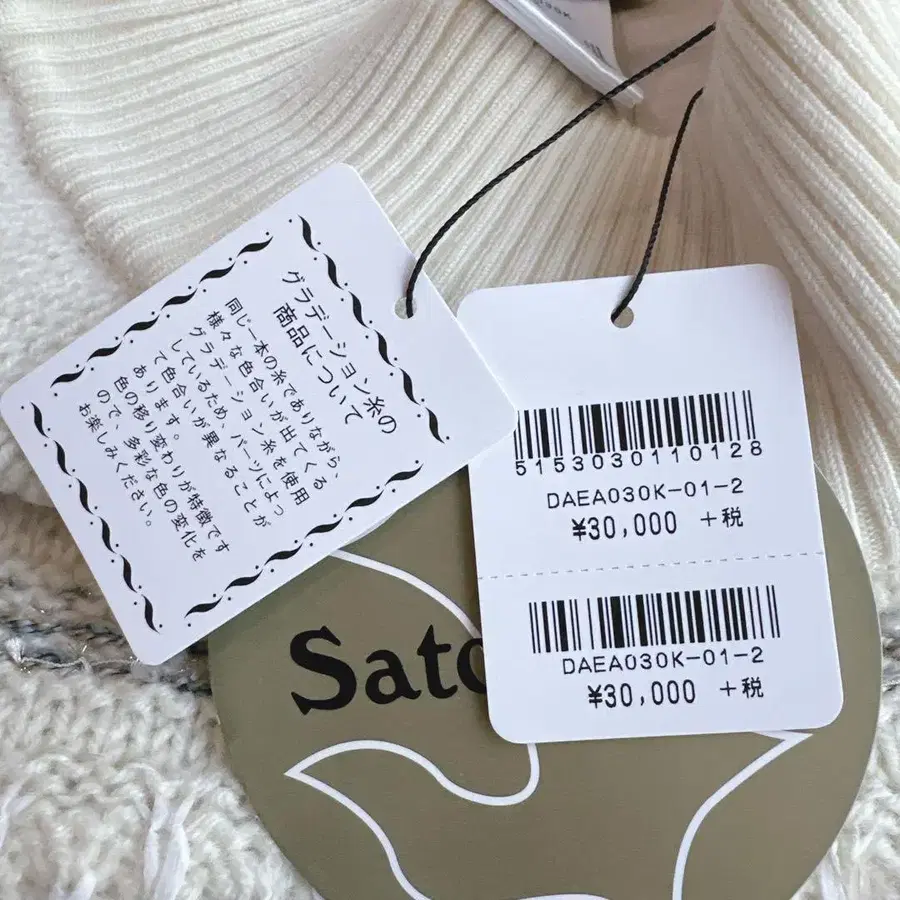 グラデーション糸の
商品について
同じ一本の糸でありながら、
様々な色合いが出てくる
グラデーション糸を使用
しているため、パーツによっ
て色合いが異なることが
あります。
色の移り変わりが特徴です
ので、多彩な色の変化を
お楽しみください。
5153030110128
DAEA030K-01-2
¥30,000 +税
DAEA030K-01-2
¥30,000 +税